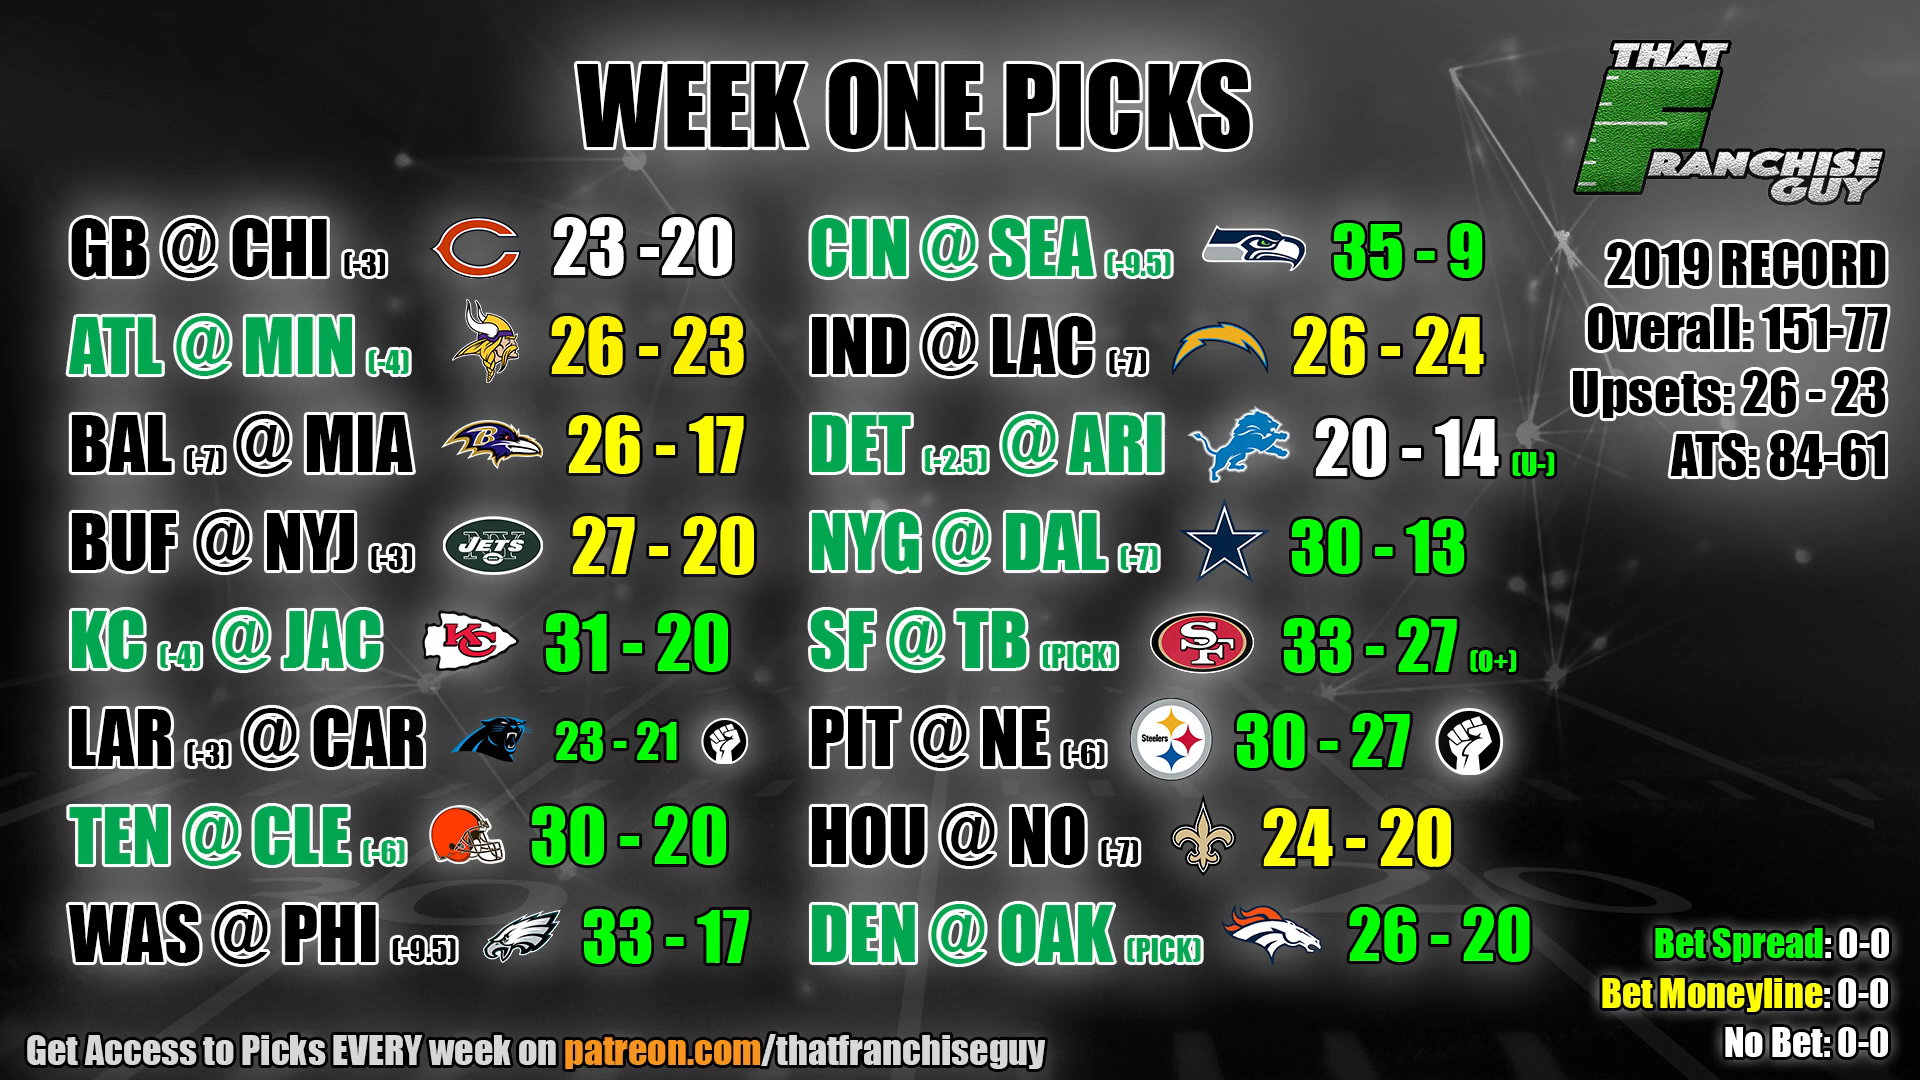 WEEK ONE PICKS
THAT
FRANCHISE
GUY
GB @ CHI (-3) 23 -20
ATL @ MIN (-4) 26 - 23
BAL (-7) @ MIA 26 - 17
BUF @ NYJ (-3) JETS NY 27 - 20
KC (-4) @ JAC KC 31 - 20
LAR (-3) @ CAR 23 - 21
TEN @ CLE (-6) 30 - 20
WAS @ PHI (-9.5) 33 - 17
CIN @ SEA (-9.5) 35 - 9
IND @ LAC (-7) 26 - 24
DET (-2.5) @ ARI 20 - 14 (U-)
NYG @ DAL (-7) 30 - 13
SF @ TB (PICK) SF 33 - 27 (O+)
PIT @ NE (-6) Steelers 30 - 27
HOU @ NO (-7) 24 - 20
DEN @ OAK (PICK) 26 - 20
2019 RECORD
Overall: 151-77
Upsets: 26 - 23
ATS: 84-61
Bet Spread: 0-0
Bet Moneyline: 0-0
No Bet: 0-0
Get Access to Picks EVERY week on patreon.com/thatfranchiseguy